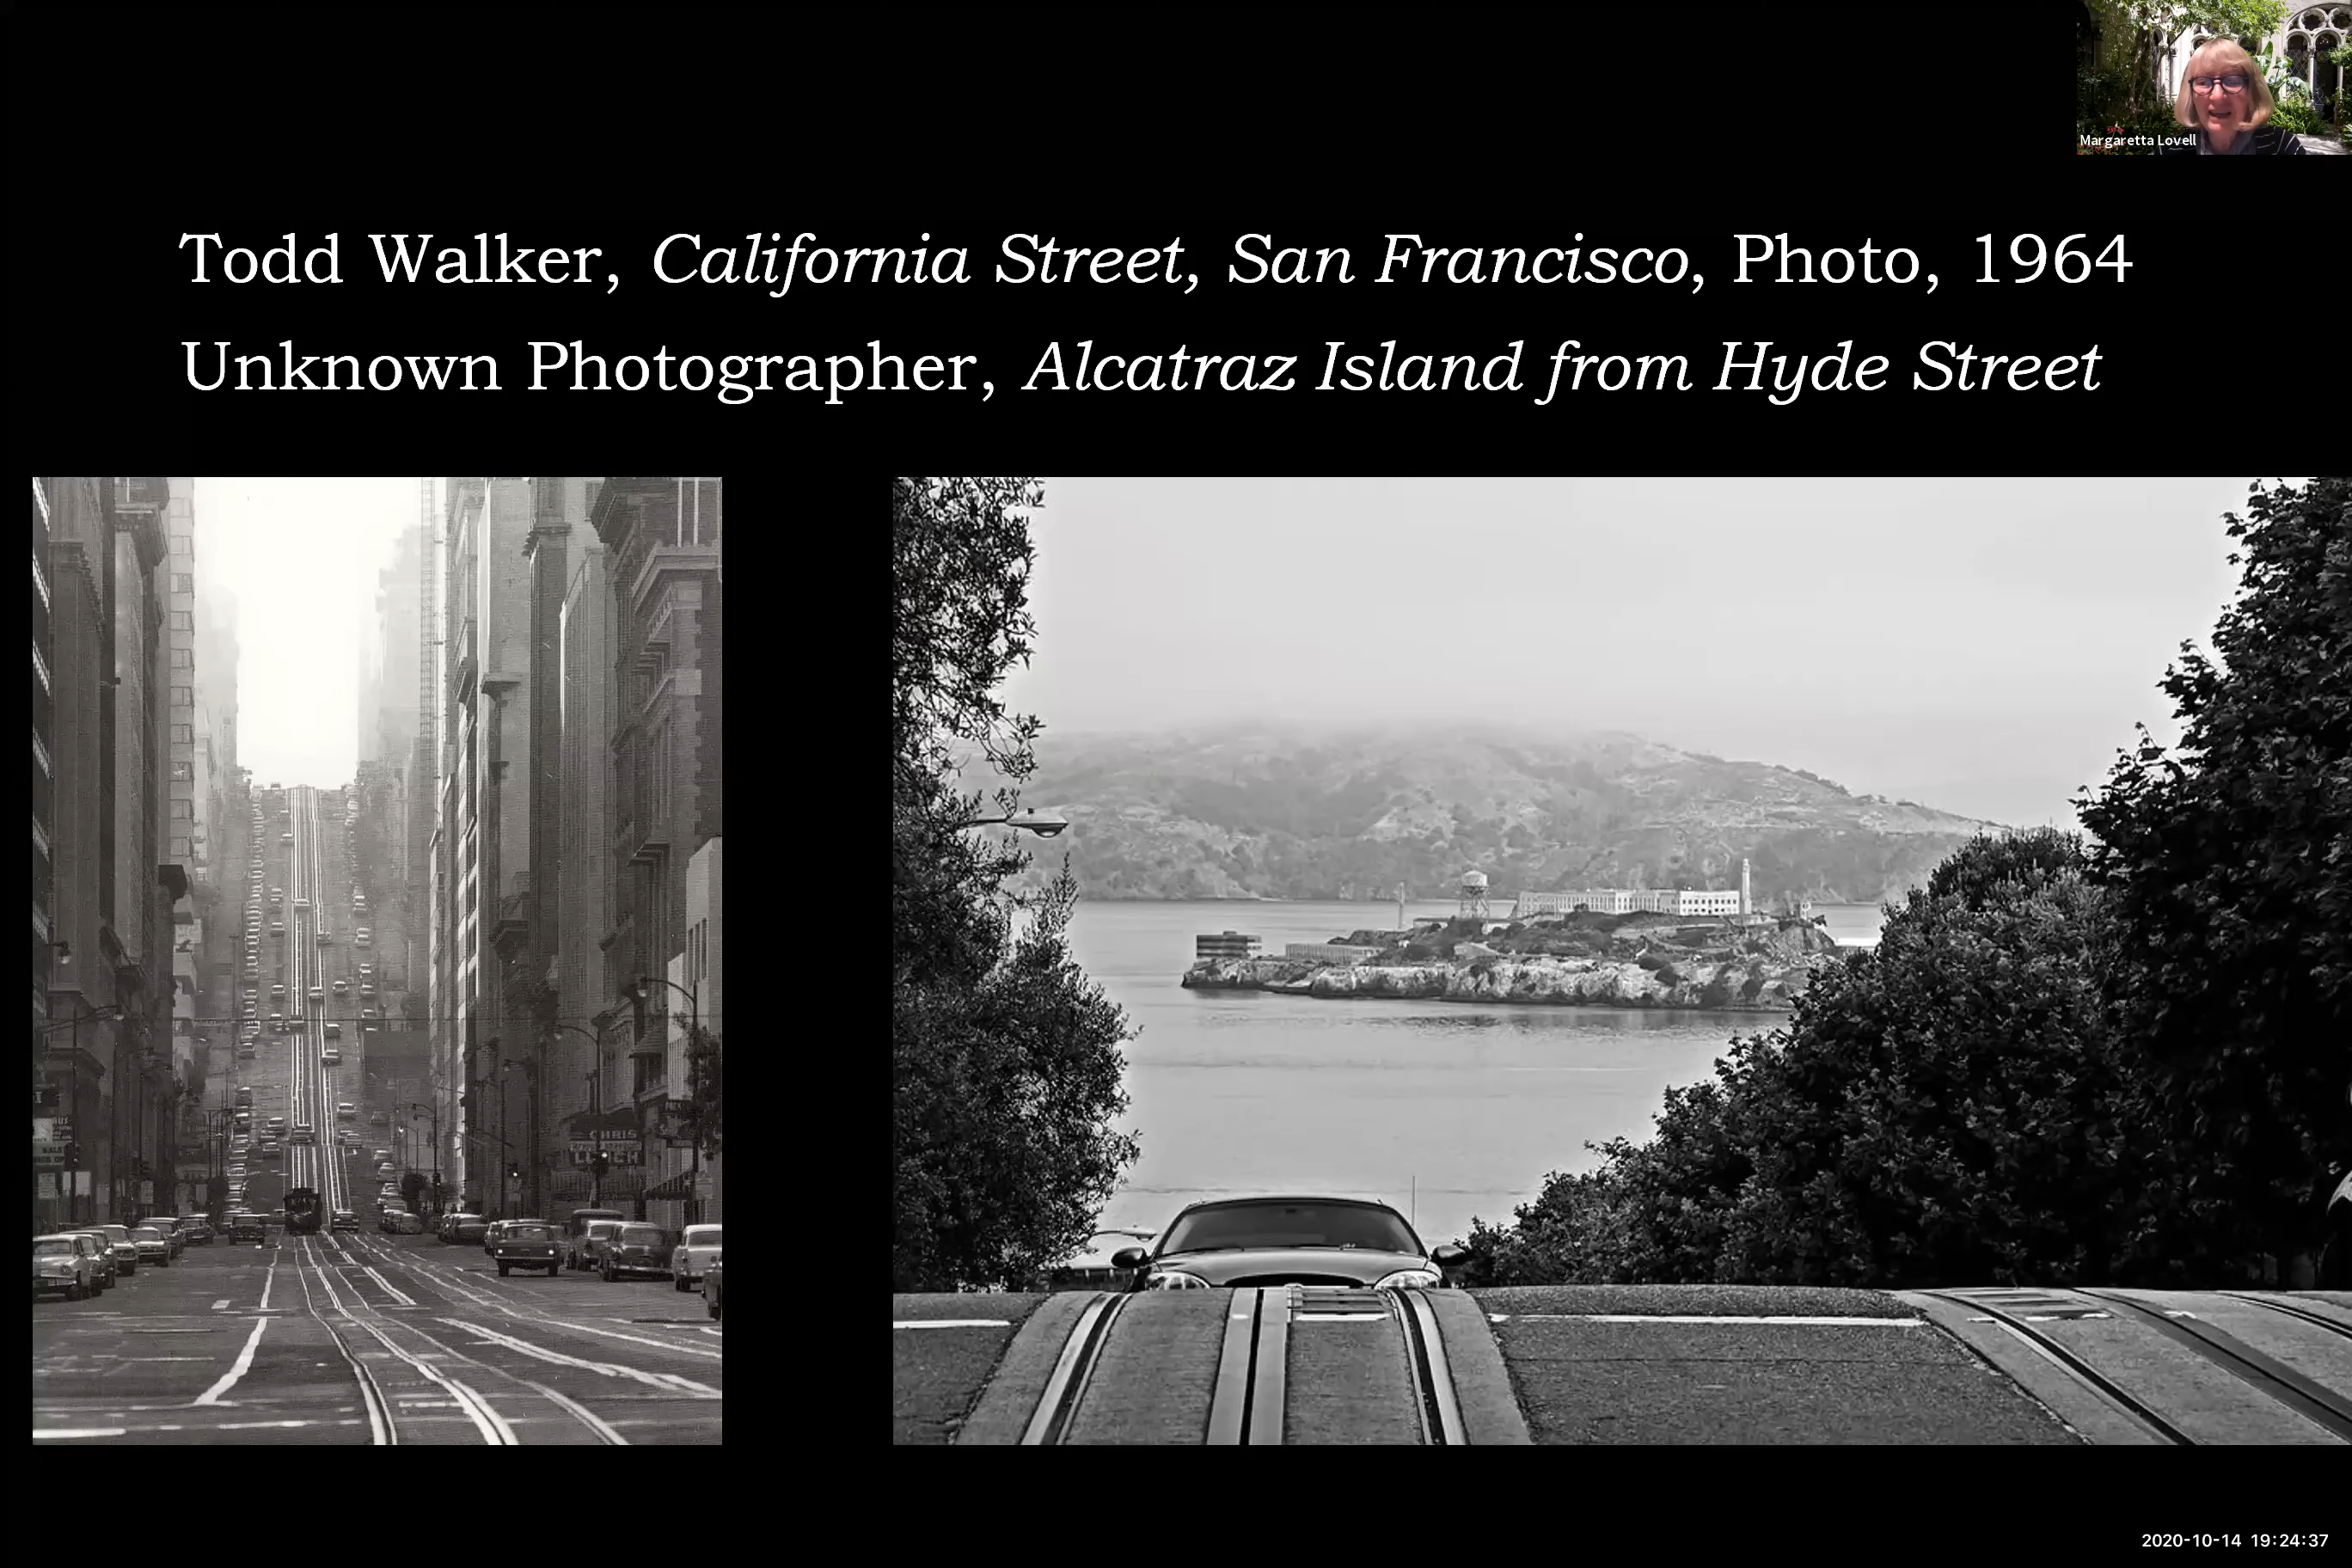 Margaretta Lovell
Todd Walker, California Street, San Francisco, Photo, 1964
Unknown Photographer, Alcatraz Island from Hyde Street
CHRIS
LUNCH
2020-10-14 19:24:37